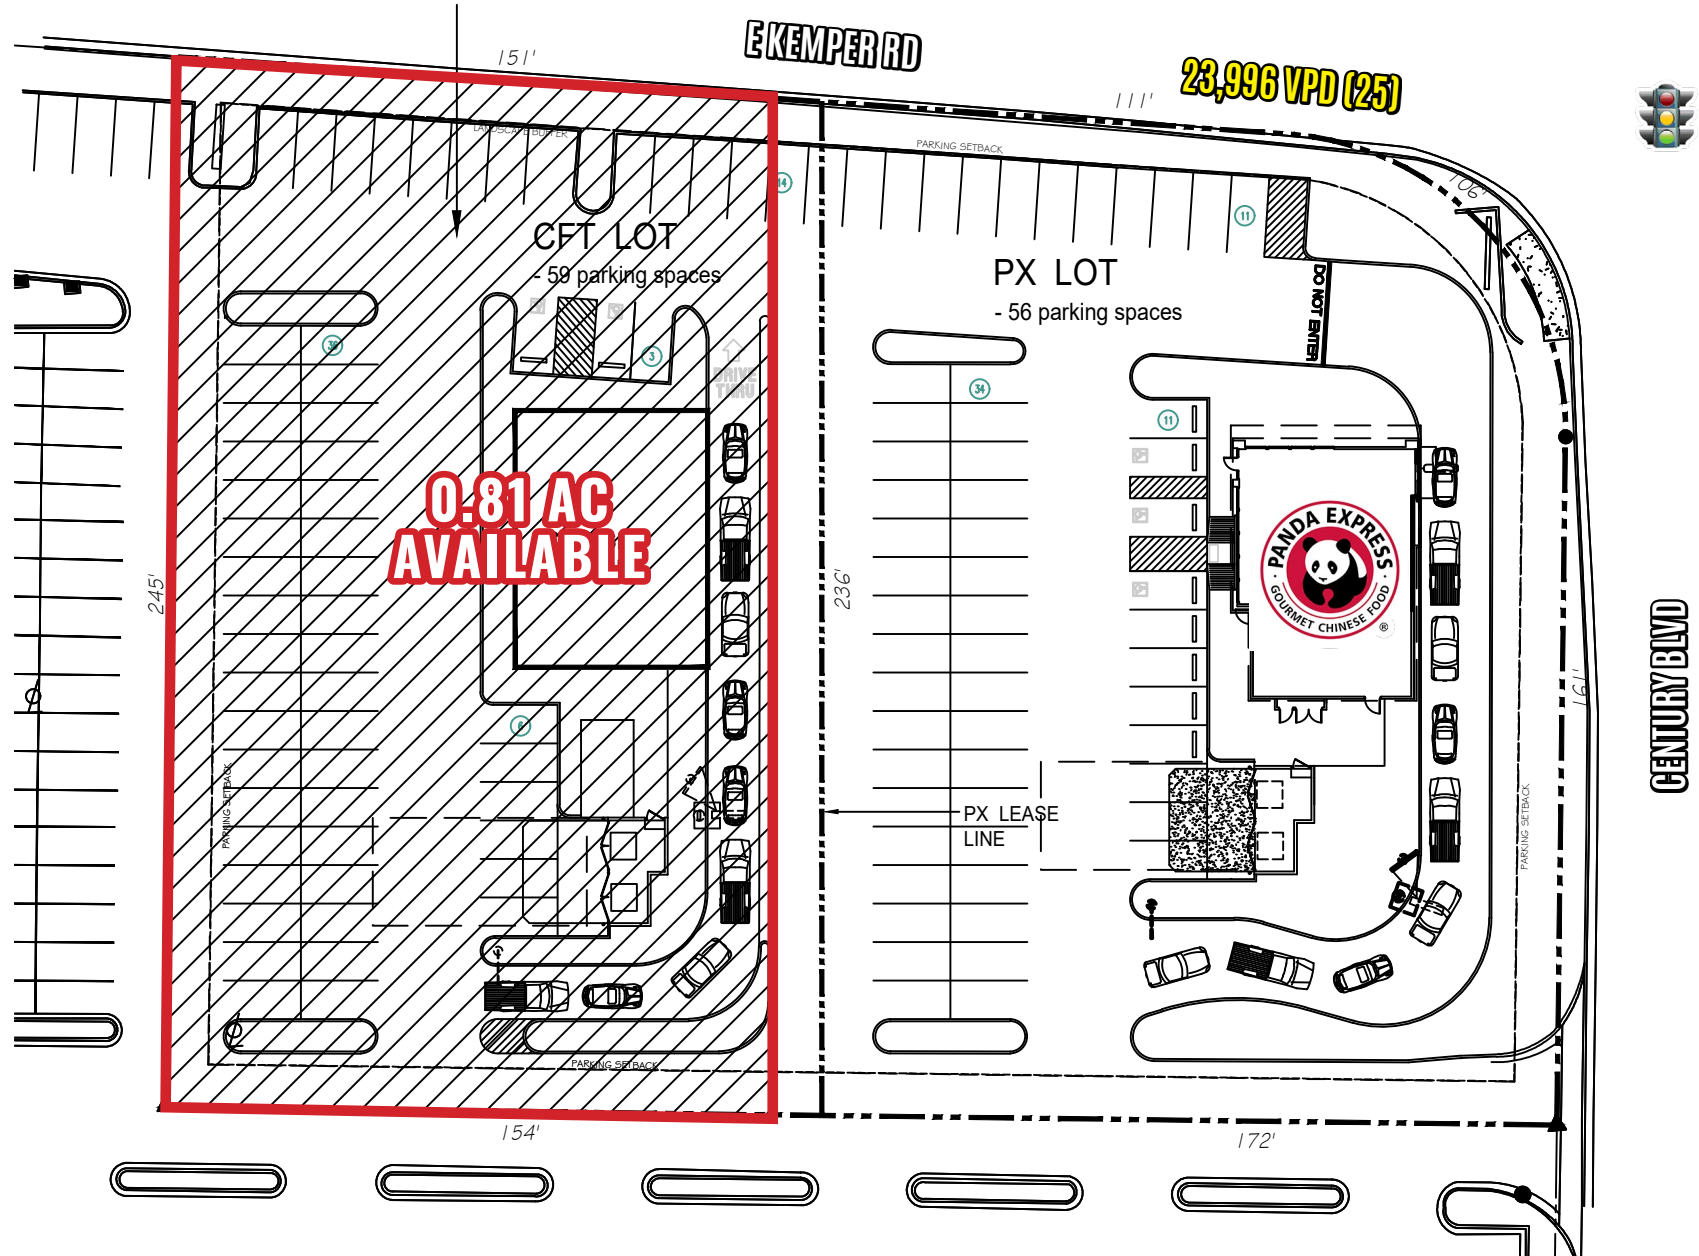 E KEMPER RD
23,996 VPD (25)
151'
111'
106'
LANDSCAPE BUFFER
PARKING SETBACK
14
11
CFT LOT
- 59 parking spaces
PX LOT
- 56 parking spaces
DO NOT ENTER
3
DRIVE
THRU
34
11
0.81 AC
AVAILABLE
PANDA EXPRESS
GOURMET CHINESE FOOD
®
245'
236'
161'
CENTURY BLVD
6
PARKING SETBACK
PX LEASE
LINE
PARKING SETBACK
PARKING SETBACK
154'
172'